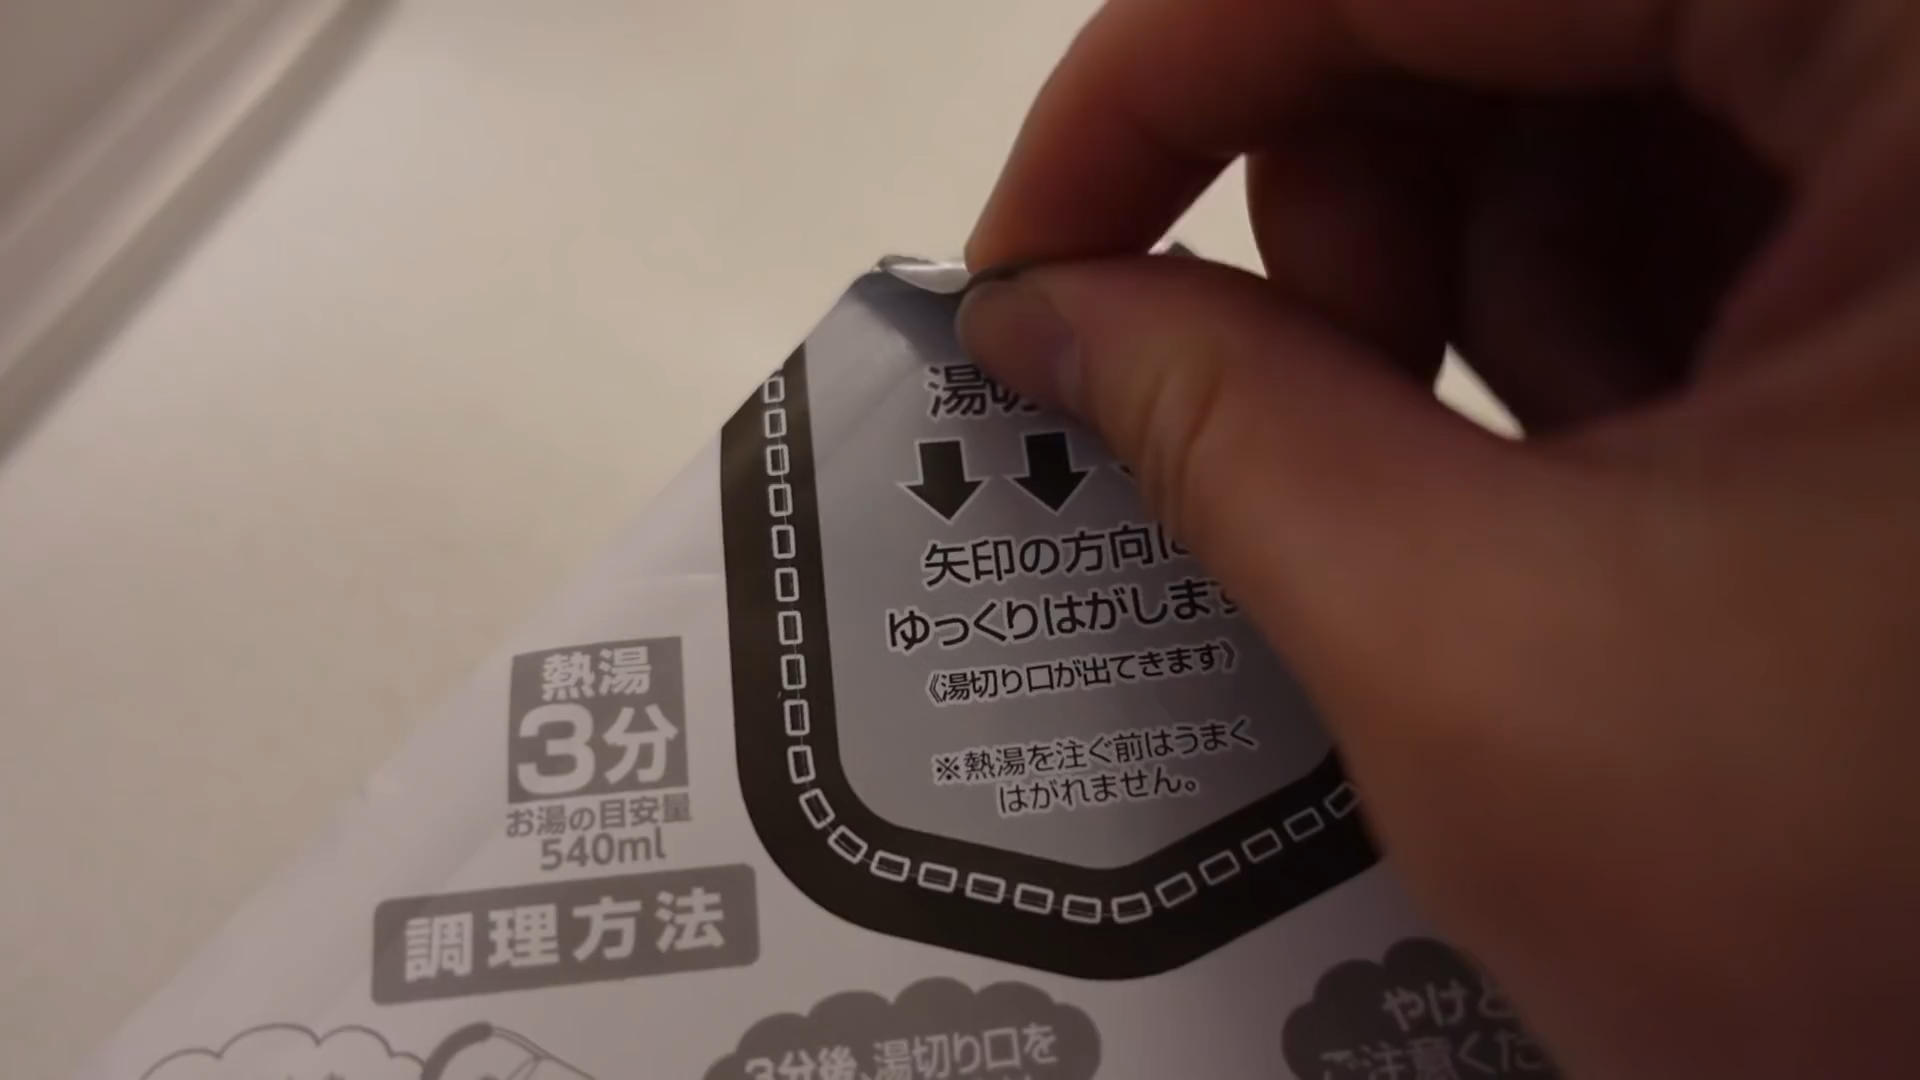 湯切
矢印の方向に
ゆっくりはがします
《湯切り口が出てきます》
※熱湯を注ぐ前はうまく
はがれません。
熱湯
3分
お湯の目安量
540ml
調理方法
3分後、湯切り口を
やけど
ご注意くだ